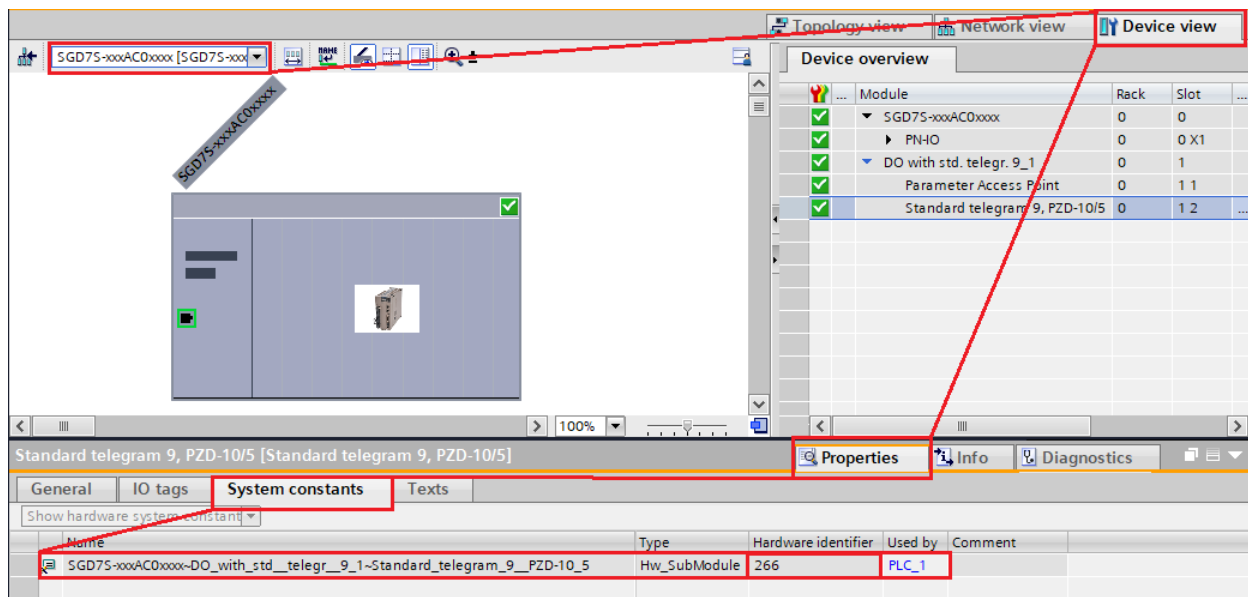 Topology view
Network view
Device view
SGD7S-xxxAC0xxxx [SGD7S-xxx
NAME
Device overview
... Module Rack Slot ...
SGD7S-xxxAC0xxxx 0 0
PN-IO 0 0 X1
DO with std. telegr. 9_1 0 1
Parameter Access Point 0 1 1
Standard telegram 9, PZD-10/5 0 1 2 ...
SGD7S-xxxAC0xxxx
100%
Standard telegram 9, PZD-10/5 [Standard telegram 9, PZD-10/5]
Properties
Info
Diagnostics
General IO tags System constants Texts
Show hardware system constant
Name Type Hardware identifier Used by Comment
SGD7S-xxxAC0xxxx~DO_with_std__telegr__9_1~Standard_telegram_9__PZD-10_5 Hw_SubModule 266 PLC_1